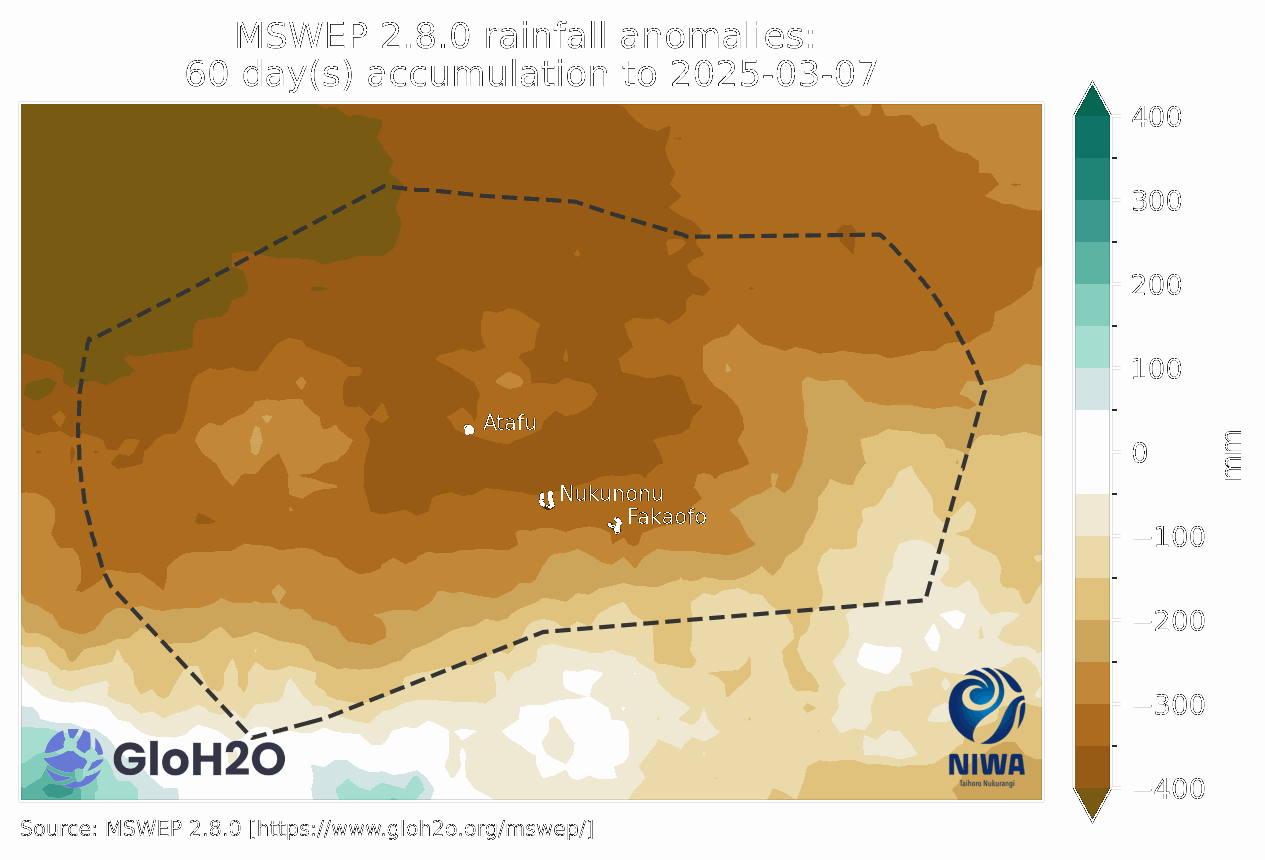 MSWEP 2.8.0 rainfall anomalies:
60 day(s) accumulation to 2025-03-07
400
300
200
100
0
−100
−200
−300
−400
mm
Atafu
Nukunonu
Fakaofo
GloH2O
NIWA
Taihoro Nukurangi
Source: MSWEP 2.8.0 [https://www.gloh2o.org/mswep/]